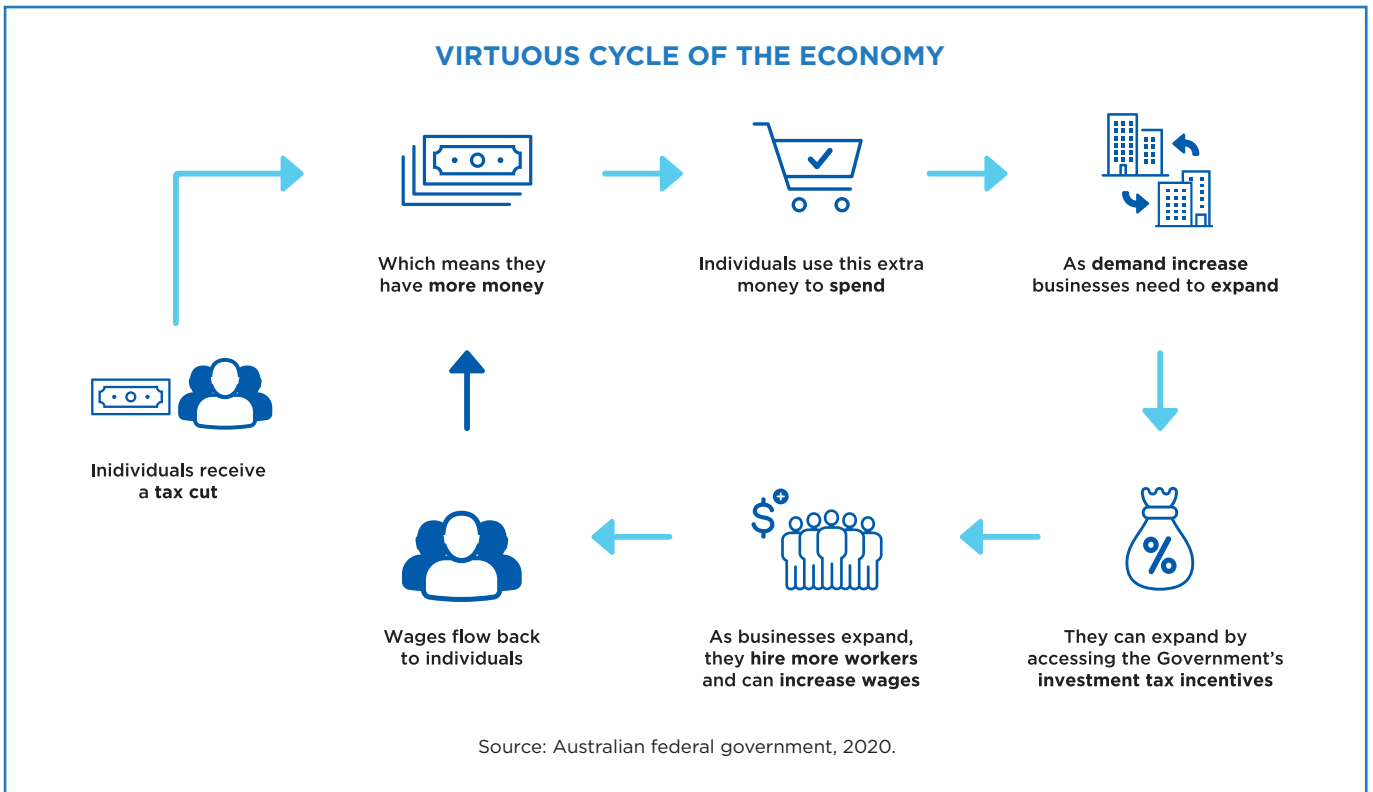 VIRTUOUS CYCLE OF THE ECONOMY
Which means they
have more money
Individuals use this extra
money to spend
As demand increase
businesses need to expand
Inidividuals receive
a tax cut
Wages flow back
to individuals
$
As businesses expand,
they hire more workers
and can increase wages
%
They can expand by
accessing the Government’s
investment tax incentives
Source: Australian federal government, 2020.